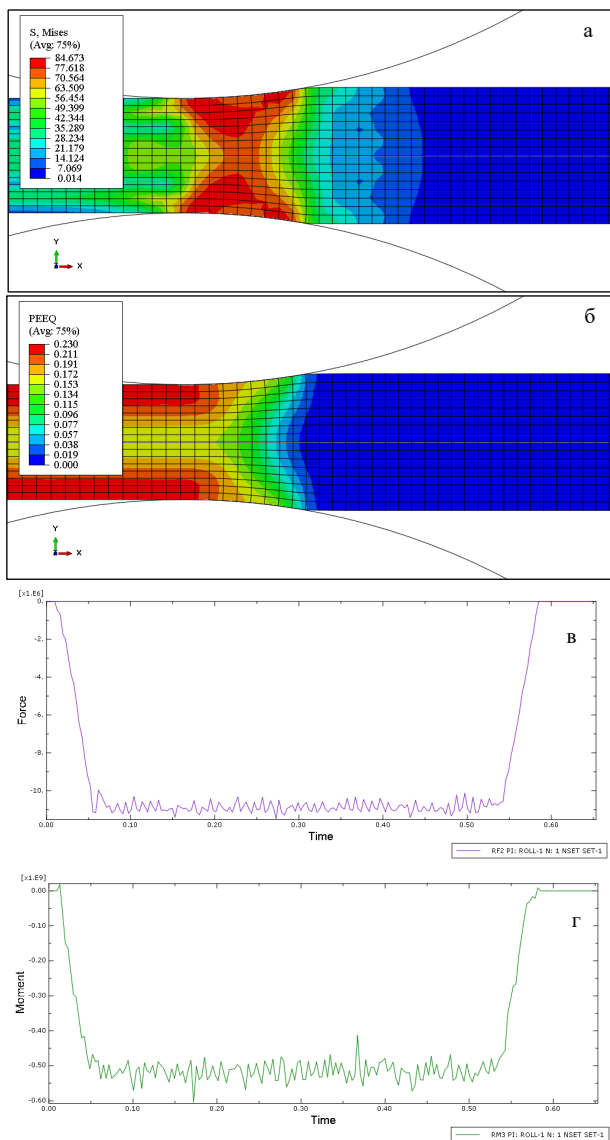 а
S, Mises
(Avg: 75%)
84.673
77.618
70.564
63.509
56.454
49.399
42.344
35.289
28.234
21.179
14.124
7.069
0.014
Y
Z X
б
PEEQ
(Avg: 75%)
0.230
0.211
0.191
0.172
0.153
0.134
0.115
0.096
0.077
0.057
0.038
0.019
0.000
Y
Z X
[x1.E6]
в
0.
-2.
-4.
-6.
-8.
-10.
Force
0.00 0.10 0.20 0.30 0.40 0.50 0.60
Time
RF2 PI: ROLL-1 N: 1 NSET SET-1
[x1.E9]
г
0.00
-0.10
-0.20
-0.30
-0.40
-0.50
-0.60
Moment
0.00 0.10 0.20 0.30 0.40 0.50 0.60
Time
RM3 PI: ROLL-1 N: 1 NSET SET-1